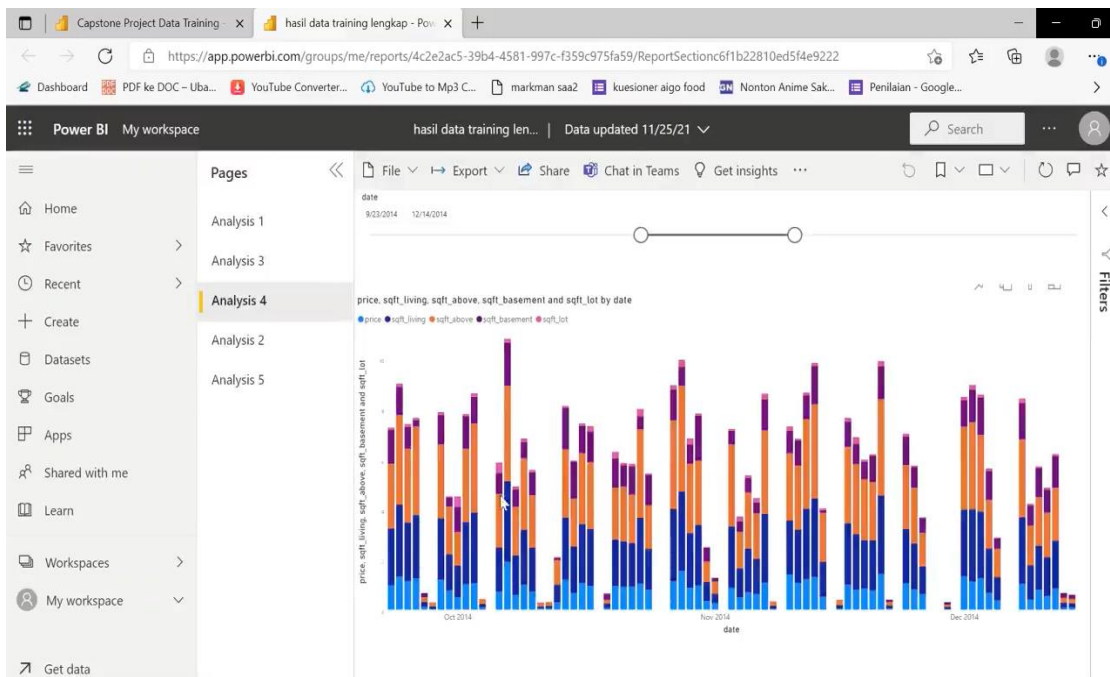 Capstone Project Data Training -
hasil data training lengkap - Pow
https://app.powerbi.com/groups/me/reports/4c2e2ac5-39b4-4581-997c-f359c975fa59/ReportSectionc6f1b22810ed5f4e9222
Dashboard PDF ke DOC – Uba... YouTube Converter... YouTube to Mp3 C... markman saa2 kuesioner aigo food Nonton Anime Sak... Penilaian - Google...
Power BI My workspace hasil data training len... | Data updated 11/25/21 Search
Pages File Export Share Chat in Teams Get insights
Home
Favorites
Recent
Create
Datasets
Goals
Apps
Shared with me
Learn
Workspaces
My workspace
Get data
Analysis 1
Analysis 3
Analysis 4
Analysis 2
Analysis 5
date
9/23/2014 12/14/2014
price, sqft_living, sqft_above, sqft_basement and sqft_lot by date
price sqft_living sqft_above sqft_basement sqft_lot
price, sqft_living, sqft_above, sqft_basement and sqft_lot
Oct 2014 Nov 2014 Dec 2014
date
Filters